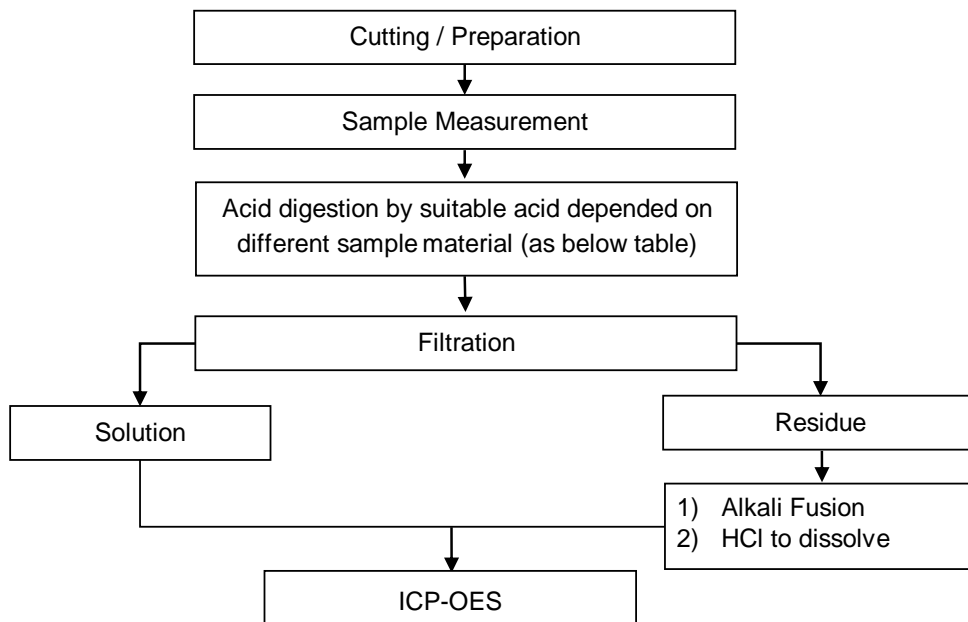 Cutting / Preparation
Sample Measurement
Acid digestion by suitable acid depended on
different sample material (as below table)
Filtration
Solution
Residue
1) Alkali Fusion
2) HCl to dissolve
ICP-OES